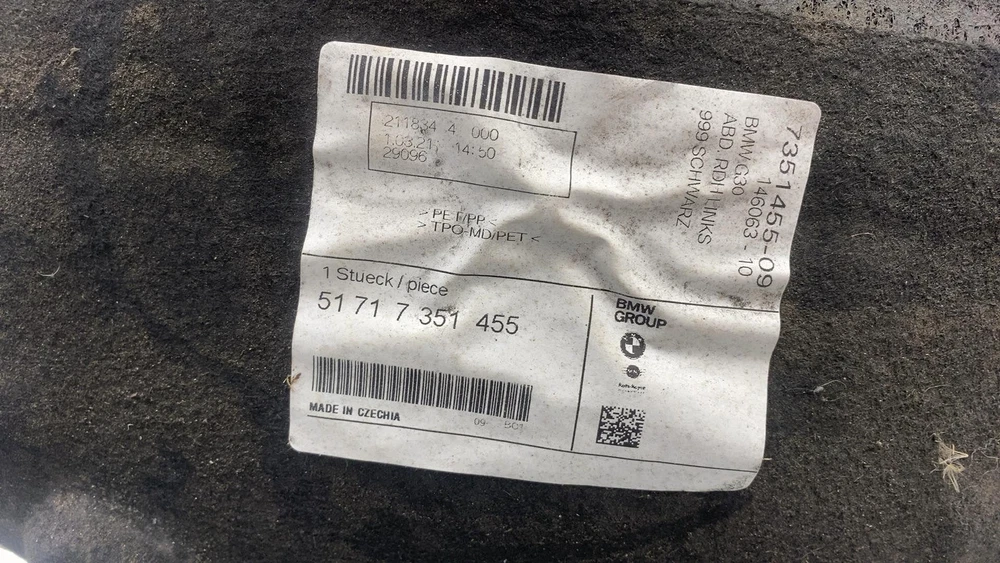 211834 4 000
1.03.21 14:50
29096
> PET/PP <
> TPO-MD/PET <
7351455-09
146063 - 10
BMW G30
ABD. RDH LINKS
999 SCHWARZ
1 Stueck / piece
51 71 7 351 455
MADE IN CZECHIA
09- BC1
BMW
GROUP